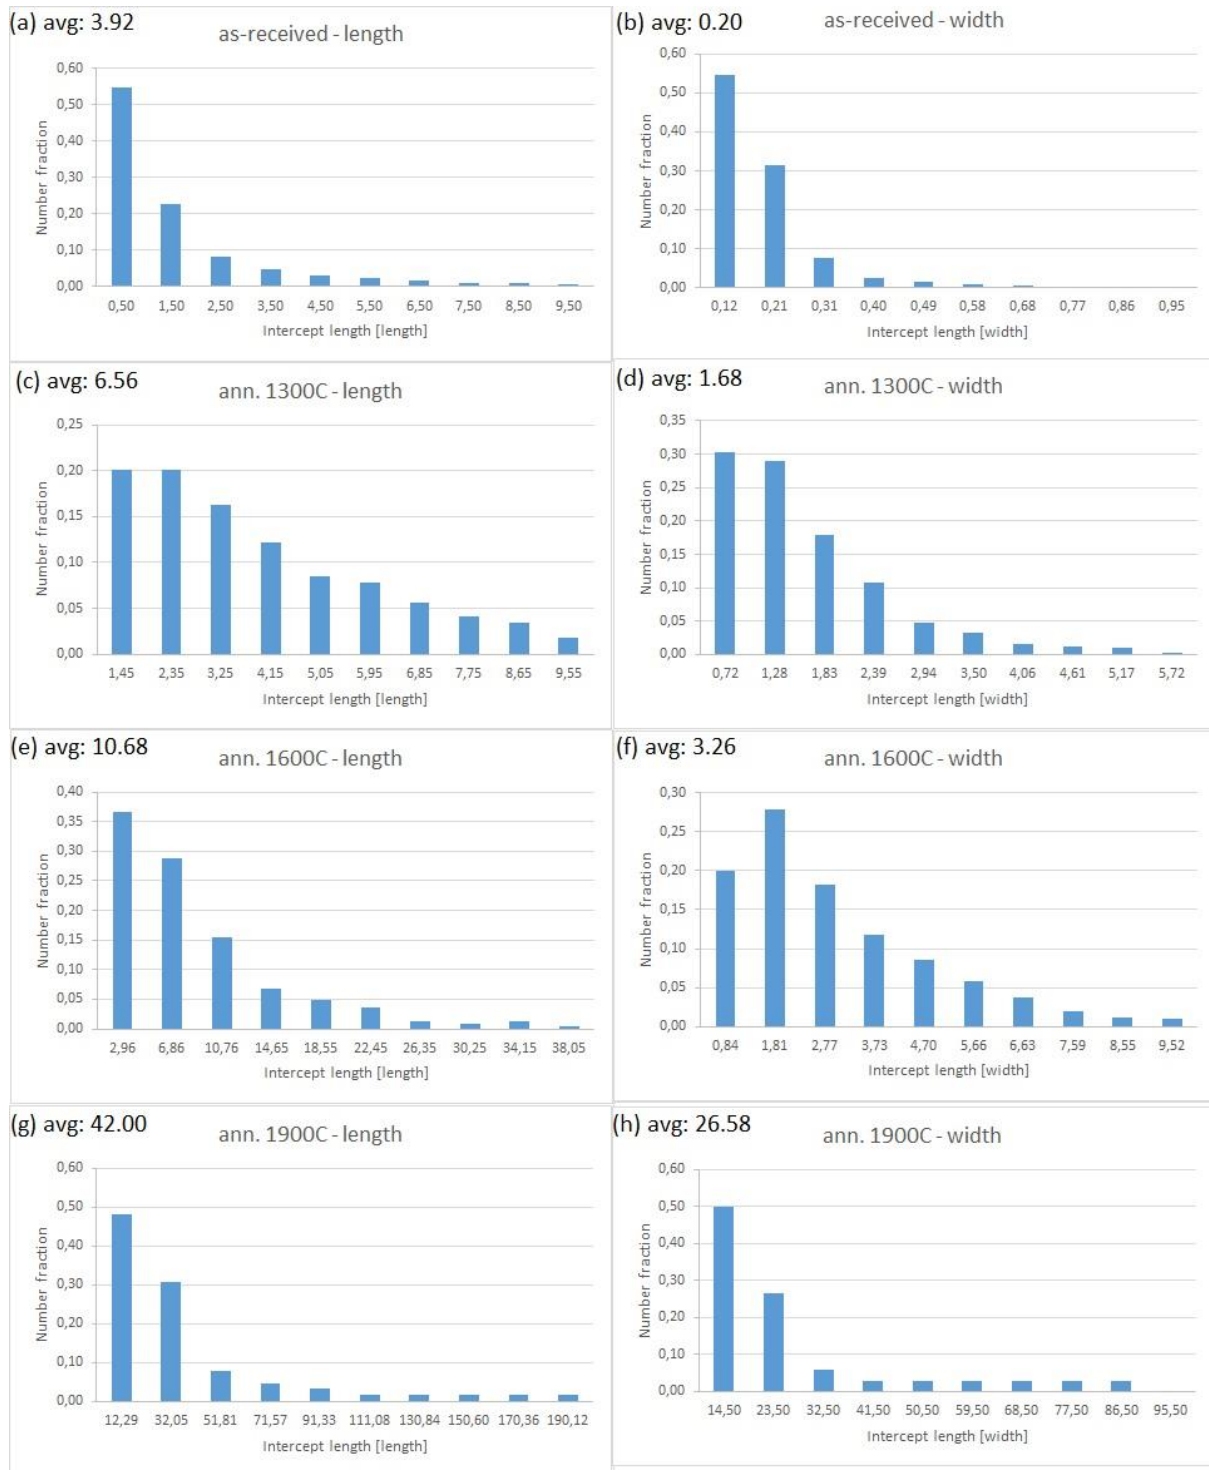 (a) avg: 3.92
as-received - length
0,60
0,50
0,40
0,30
0,20
0,10
0,00
Number fraction
0,50 1,50 2,50 3,50 4,50 5,50 6,50 7,50 8,50 9,50
Intercept length [length]
(b) avg: 0.20
as-received - width
0,60
0,50
0,40
0,30
0,20
0,10
0,00
Number fraction
0,12 0,21 0,31 0,40 0,49 0,58 0,68 0,77 0,86 0,95
Intercept length [width]
(c) avg: 6.56
ann. 1300C - length
0,25
0,20
0,15
0,10
0,05
0,00
Number fraction
1,45 2,35 3,25 4,15 5,05 5,95 6,85 7,75 8,65 9,55
Intercept length [length]
(d) avg: 1.68
ann. 1300C - width
0,35
0,30
0,25
0,20
0,15
0,10
0,05
0,00
Number fraction
0,72 1,28 1,83 2,39 2,94 3,50 4,06 4,61 5,17 5,72
Intercept length [width]
(e) avg: 10.68
ann. 1600C - length
0,40
0,35
0,30
0,25
0,20
0,15
0,10
0,05
0,00
Number fraction
2,96 6,86 10,76 14,65 18,55 22,45 26,35 30,25 34,15 38,05
Intercept length [length]
(f) avg: 3.26
ann. 1600C - width
0,30
0,25
0,20
0,15
0,10
0,05
0,00
Number fraction
0,84 1,81 2,77 3,73 4,70 5,66 6,63 7,59 8,55 9,52
Intercept length [width]
(g) avg: 42.00
ann. 1900C - length
0,60
0,50
0,40
0,30
0,20
0,10
0,00
Number fraction
12,29 32,05 51,81 71,57 91,33 111,08 130,84 150,60 170,36 190,12
Intercept length [length]
(h) avg: 26.58
ann. 1900C - width
0,60
0,50
0,40
0,30
0,20
0,10
0,00
Number fraction
14,50 23,50 32,50 41,50 50,50 59,50 68,50 77,50 86,50 95,50
Intercept length [width]